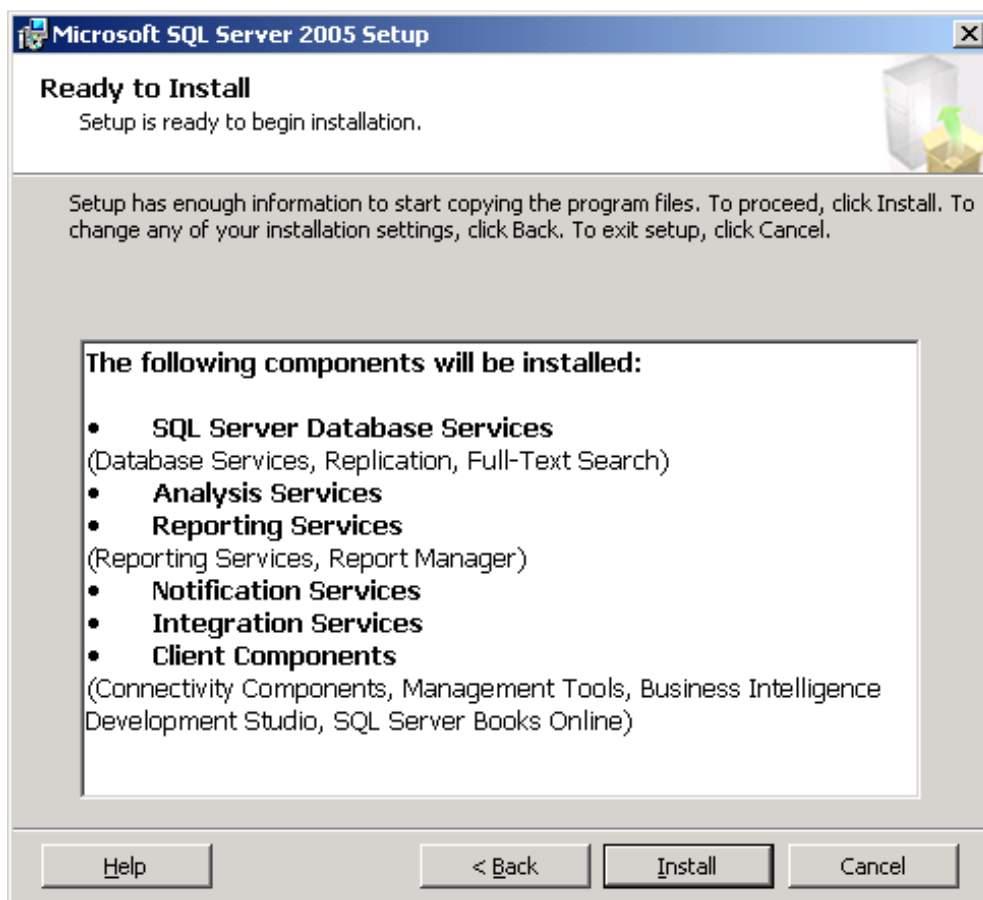 Microsoft SQL Server 2005 Setup
Ready to Install
Setup is ready to begin installation.
Setup has enough information to start copying the program files. To proceed, click Install. To
change any of your installation settings, click Back. To exit setup, click Cancel.
The following components will be installed:
• SQL Server Database Services
(Database Services, Replication, Full-Text Search)
• Analysis Services
• Reporting Services
(Reporting Services, Report Manager)
• Notification Services
• Integration Services
• Client Components
(Connectivity Components, Management Tools, Business Intelligence
Development Studio, SQL Server Books Online)
Help < Back Install Cancel